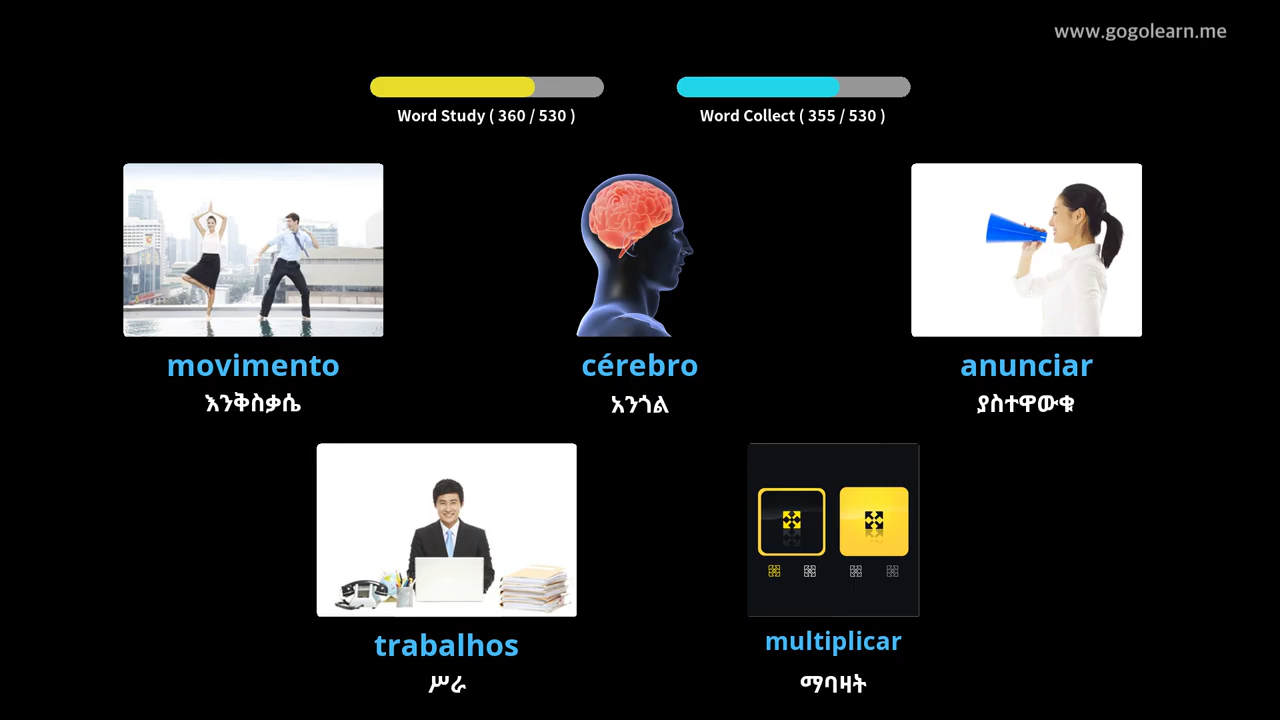 www.gogolearn.me
Word Study ( 360 / 530 )
Word Collect ( 355 / 530 )
movimento
እንቅስቃሴ
cérebro
አንጎል
anunciar
ያስተዋውቁ
trabalhos
ሥራ
multiplicar
ማባዛት